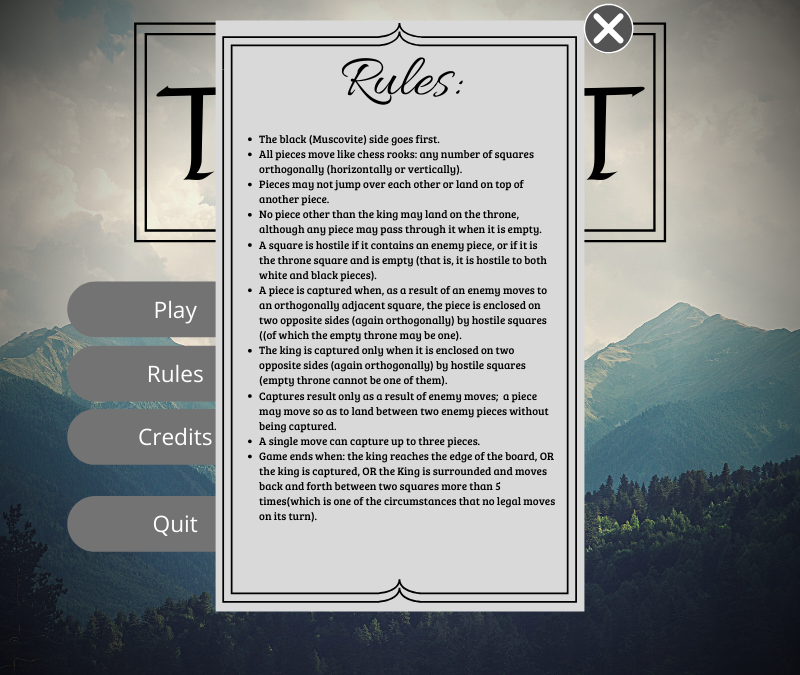 Rules:
T T
• The black (Muscovite) side goes first.
• All pieces move like chess rooks: any number of squares
orthogonally (horizontally or vertically).
• Pieces may not jump over each other or land on top of
another piece.
• No piece other than the king may land on the throne,
although any piece may pass through it when it is empty.
• A square is hostile if it contains an enemy piece, or if it is
the throne square and is empty (that is, it is hostile to both
white and black pieces).
• A piece is captured when, as a result of an enemy moves to
an orthogonally adjacent square, the piece is enclosed on
two opposite sides (again orthogonally) by hostile squares
((of which the empty throne may be one).
• The king is captured only when it is enclosed on two
opposite sides (again orthogonally) by hostile squares
(empty throne cannot be one of them).
• Captures result only as a result of enemy moves; a piece
may move so as to land between two enemy pieces without
being captured.
• A single move can capture up to three pieces.
• Game ends when: the king reaches the edge of the board, OR
the king is captured, OR the King is surrounded and moves
back and forth between two squares more than 5
times(which is one of the circumstances that no legal moves
on its turn).
Play
Rules
Credits
Quit